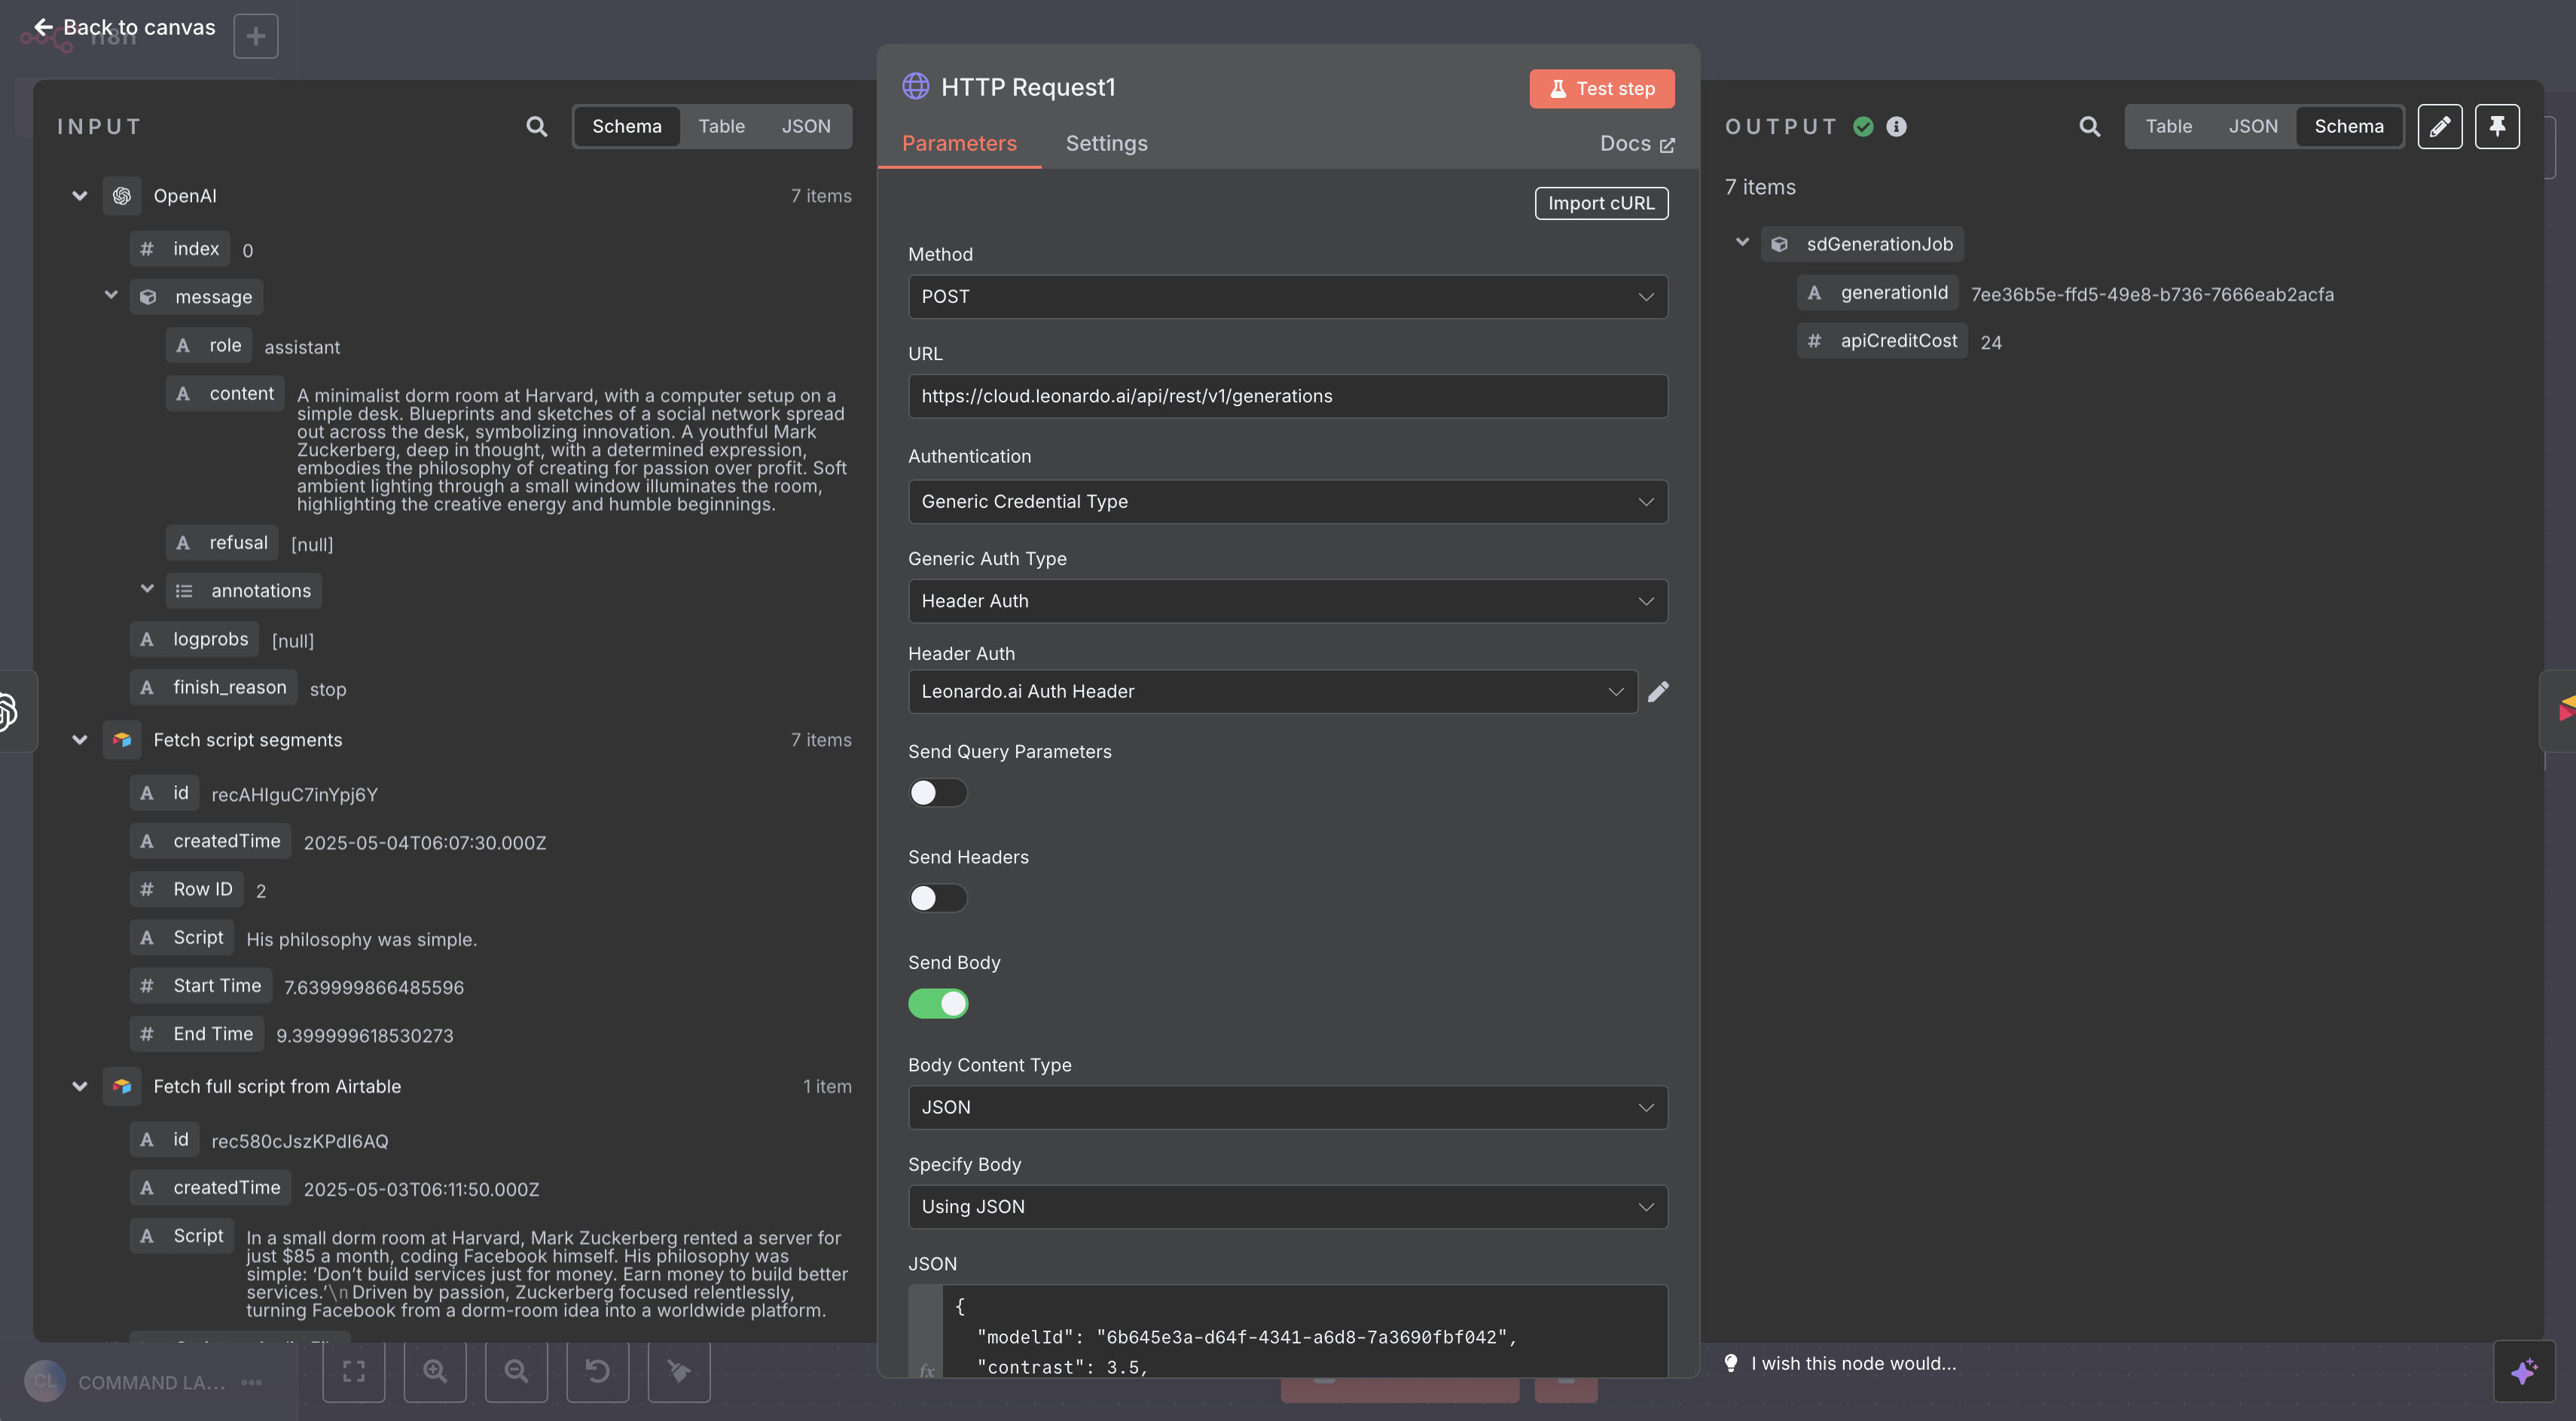 Back to canvas
n8n
INPUT
Schema
Table
JSON
OpenAI
7 items
index
0
message
role
assistant
content
A minimalist dorm room at Harvard, with a computer setup on a
simple desk. Blueprints and sketches of a social network spread
out across the desk, symbolizing innovation. A youthful Mark
Zuckerberg, deep in thought, with a determined expression,
embodies the philosophy of creating for passion over profit. Soft
ambient lighting through a small window illuminates the room,
highlighting the creative energy and humble beginnings.
refusal
[null]
annotations
logprobs
[null]
finish_reason
stop
Fetch script segments
7 items
id
recAHIguC7inYpj6Y
createdTime
2025-05-04T06:07:30.000Z
Row ID
2
Script
His philosophy was simple.
Start Time
7.639999866485596
End Time
9.399999618530273
Fetch full script from Airtable
1 item
id
rec580cJszKPdI6AQ
createdTime
2025-05-03T06:11:50.000Z
Script
In a small dorm room at Harvard, Mark Zuckerberg rented a server for
just $85 a month, coding Facebook himself. His philosophy was
simple: ‘Don’t build services just for money. Earn money to build better
services.’\n Driven by passion, Zuckerberg focused relentlessly,
turning Facebook from a dorm-room idea into a worldwide platform.
CL
COMMAND LA...
HTTP Request1
Test step
Parameters
Settings
Docs
Import cURL
Method
POST
URL
https://cloud.leonardo.ai/api/rest/v1/generations
Authentication
Generic Credential Type
Generic Auth Type
Header Auth
Header Auth
Leonardo.ai Auth Header
Send Query Parameters
Send Headers
Send Body
Body Content Type
JSON
Specify Body
Using JSON
JSON
{
"modelId": "6b645e3a-d64f-4341-a6d8-7a3690fbf042",
"contrast": 3.5,
fx
OUTPUT
Table
JSON
Schema
7 items
sdGenerationJob
generationId
7ee36b5e-ffd5-49e8-b736-7666eab2acfa
apiCreditCost
24
I wish this node would...